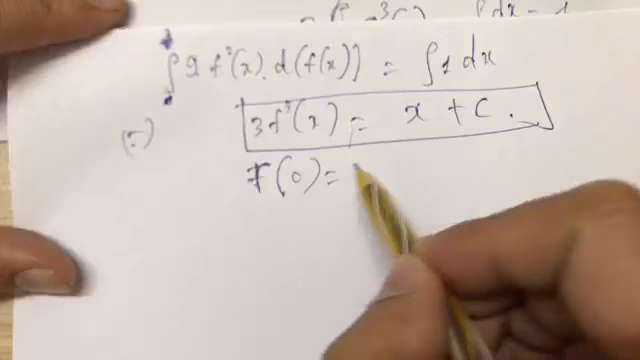 ∫ 9 f²(x). d(f(x)] = ∫ 1 dx
(=) 3f³(x) = x + C.
F(0) =